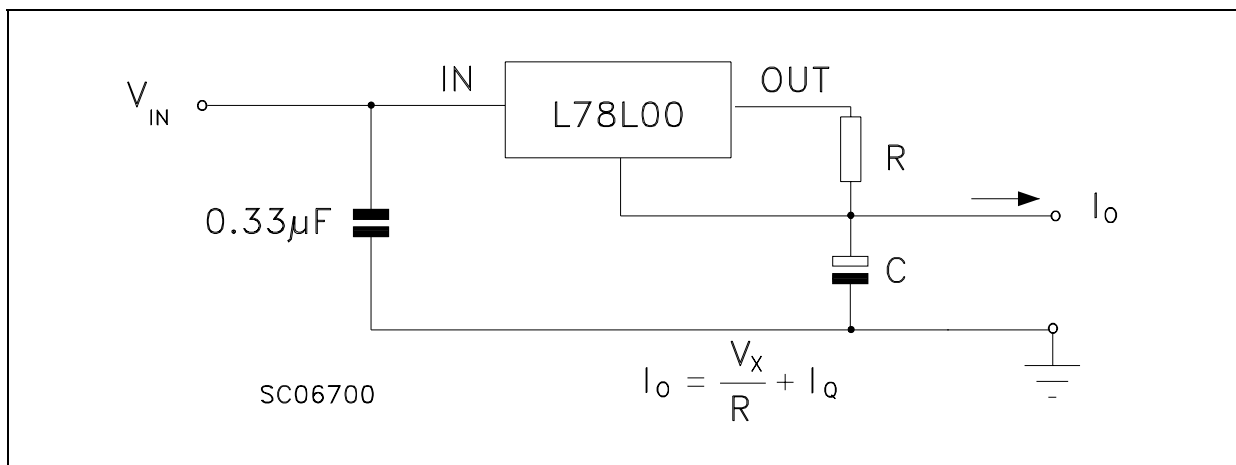 V_IN
IN
L78L00
OUT
R
0.33µF
I_O
C
I_O = V_X / R + I_Q
SC06700